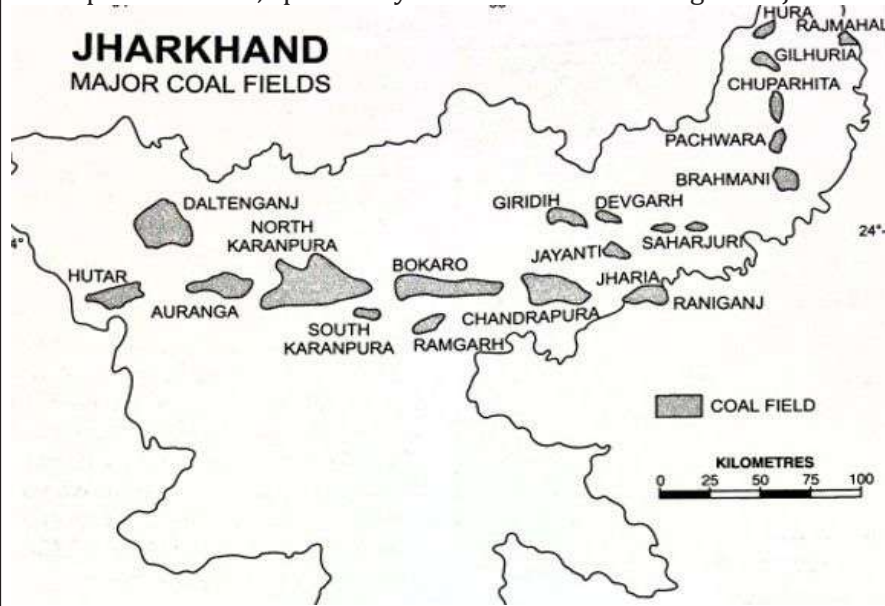 HURA
RAJMAHAL
JHARKHAND
MAJOR COAL FIELDS
GILHURIA
CHUPARHITA
PACHWARA
BRAHMANI
DALTENGANJ
GIRIDIH
DEVGARH
NORTH
KARANPURA
SAHARJURI
24°
JAYANTI
HUTAR
BOKARO
JHARIA
RANIGANJ
AURANGA
CHANDRAPURA
SOUTH
KARANPURA
RAMGARH
COAL FIELD
KILOMETRES
0 25 50 75 100